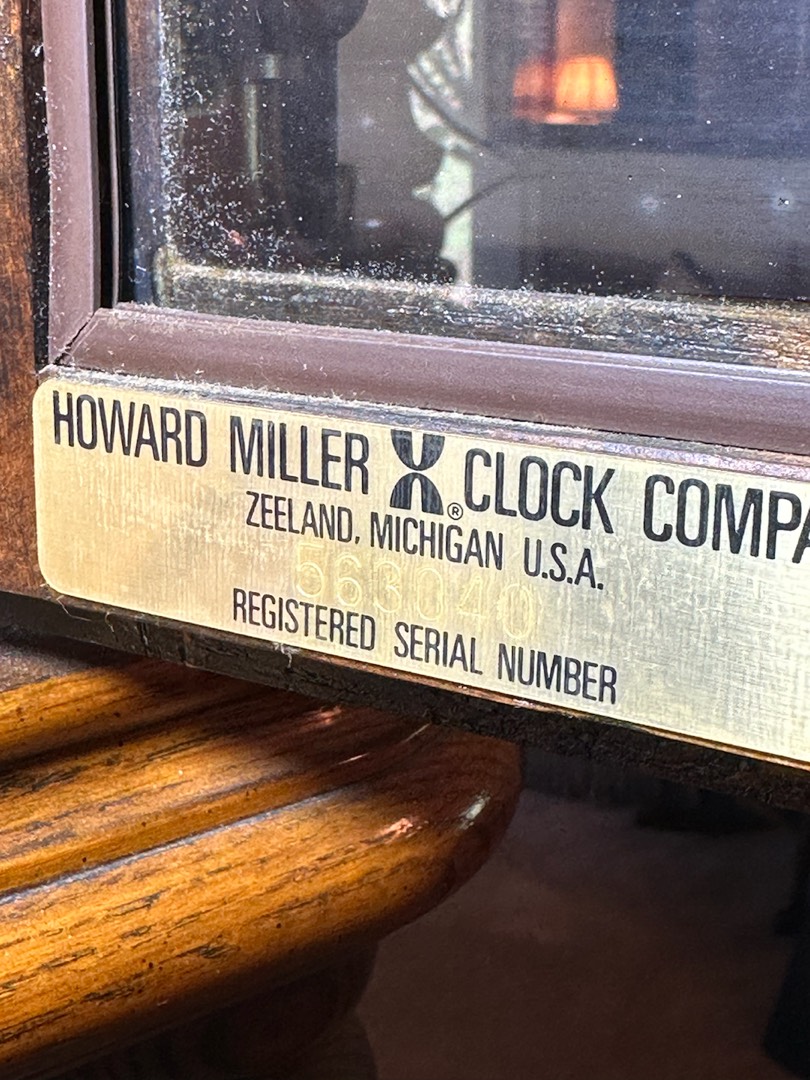 HOWARD MILLER ® CLOCK COMPA
ZEELAND, MICHIGAN U.S.A.
563040
REGISTERED SERIAL NUMBER